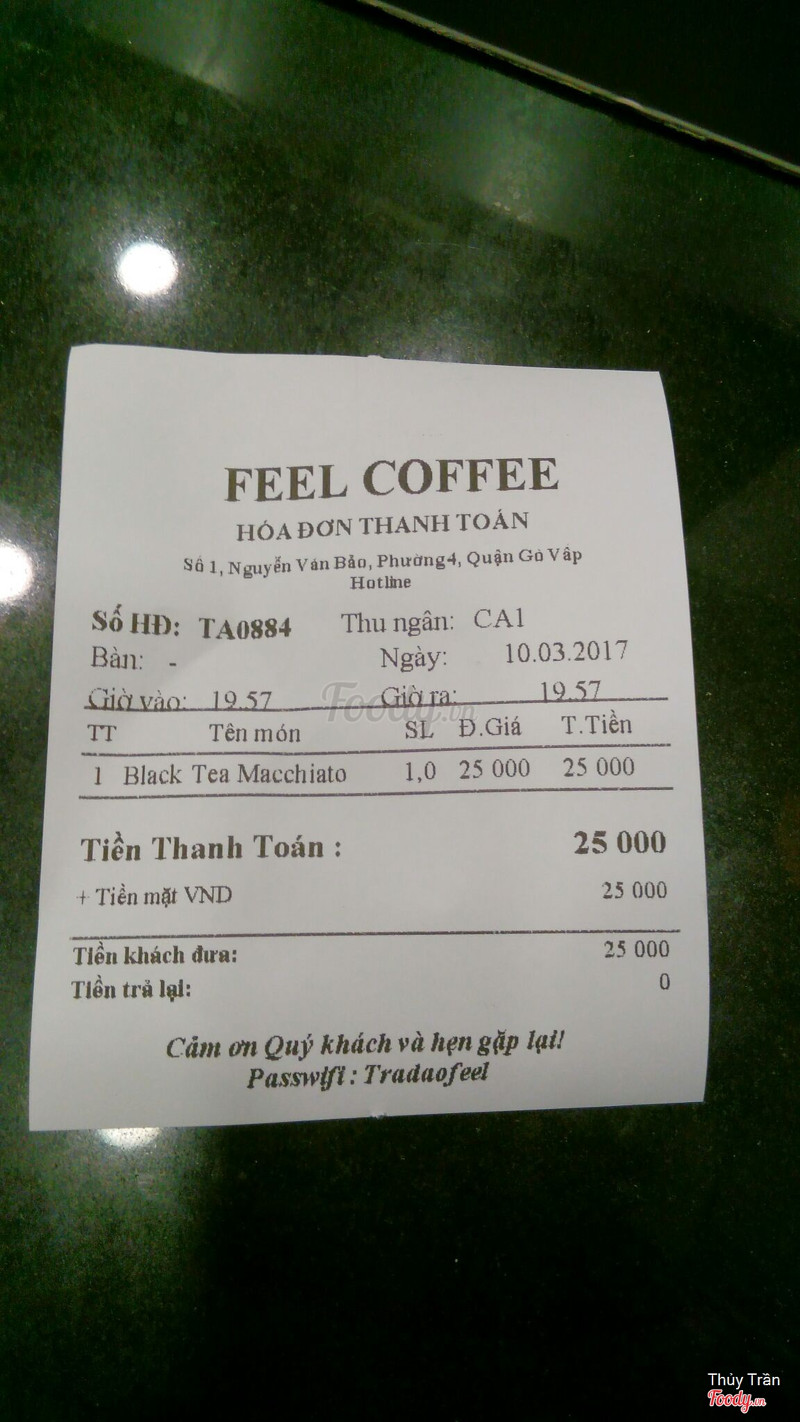 FEEL COFFEE
HÓA ĐƠN THANH TOÁN
Số 1, Nguyễn Văn Bảo, Phường4, Quận Gò Vấp
Hotline
Số HĐ: TA0884 Thu ngân: CA1
Bàn: - Ngày: 10.03.2017
Giờ vào: 19.57 Giờ ra: 19.57
Foody.vn
TT Tên món SL Đ.Giá T.Tiền
1 Black Tea Macchiato 1,0 25 000 25 000
Tiền Thanh Toán : 25 000
+ Tiền mặt VND 25 000
Tiền khách đưa: 25 000
Tiền trả lại: 0
Cảm ơn Quý khách và hẹn gặp lại!
Passwifi : Tradaofeel
Thủy Trần
Foody.vn